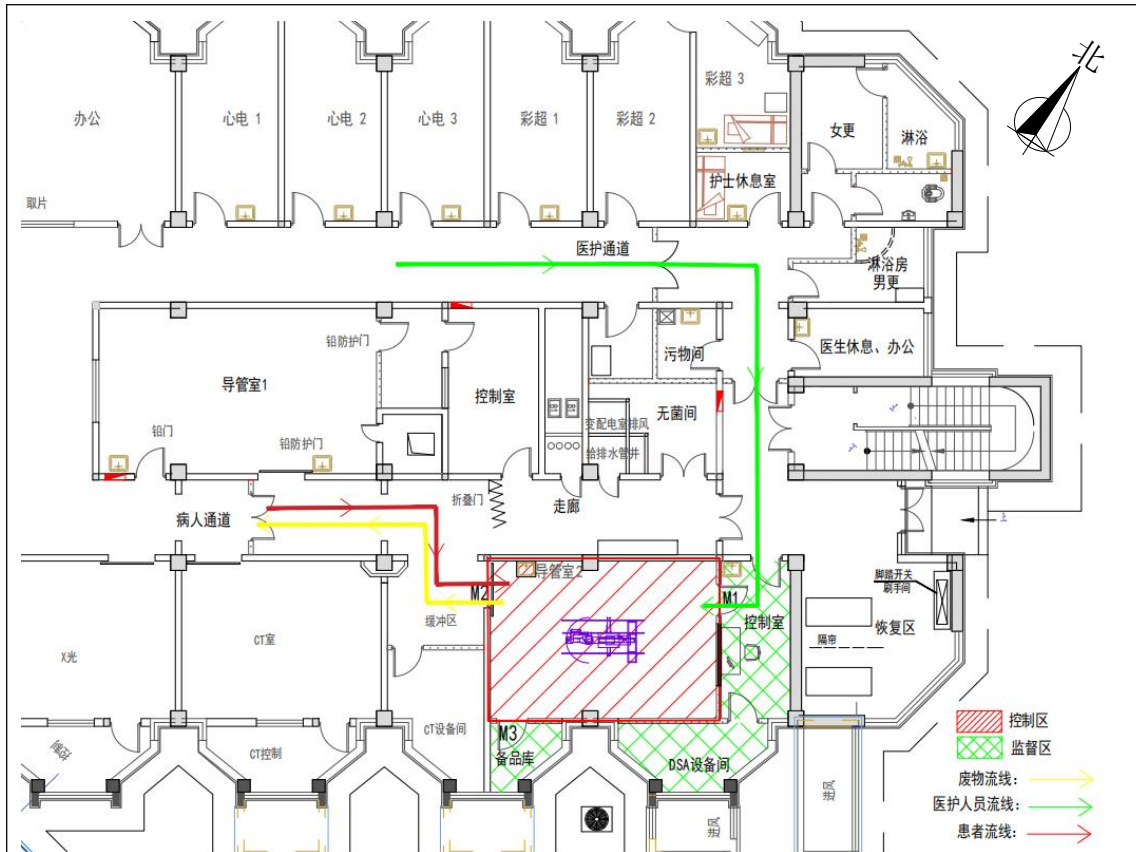 北
办公
心电 1
心电 2
心电 3
彩超 1
彩超 2
彩超 3
女更
淋浴
护士休息室
取片
医护通道
淋浴房
男更
铅防护门
导管室1
控制室
污物间
医生休息、办公
无菌间
变配电室排风
给排水管井
铅门
铅防护门
病人通道
折叠门
走廊
导管室2
M2
M1
缓冲区
控制室
脚踏开关
刷手间
恢复区
隔帘
X光
CT室
CT设备间
M3
备品库
DSA设备间
CT控制
控制区
监督区
废物流线：
医护人员流线：
患者流线：
进风
进风